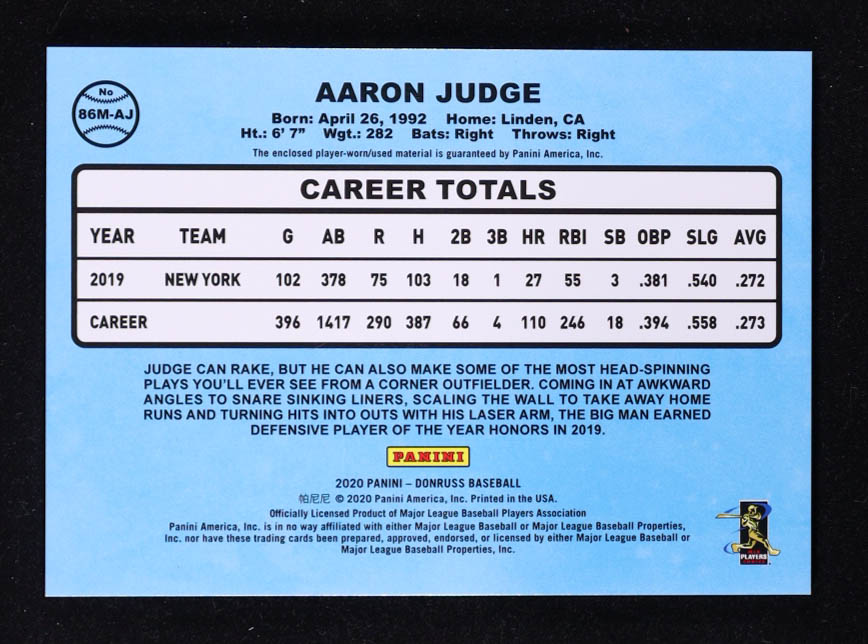 No
86M-AJ
AARON JUDGE
Born: April 26, 1992 Home: Linden, CA
Ht.: 6' 7" Wgt.: 282 Bats: Right Throws: Right
The enclosed player-worn/used material is guaranteed by Panini America, Inc.
CAREER TOTALS
YEAR TEAM G AB R H 2B 3B HR RBI SB OBP SLG AVG
2019 NEW YORK 102 378 75 103 18 1 27 55 3 .381 .540 .272
CAREER 396 1417 290 387 66 4 110 246 18 .394 .558 .273
JUDGE CAN RAKE, BUT HE CAN ALSO MAKE SOME OF THE MOST HEAD-SPINNING
PLAYS YOU'LL EVER SEE FROM A CORNER OUTFIELDER. COMING IN AT AWKWARD
ANGLES TO SNARE SINKING LINERS, SCALING THE WALL TO TAKE AWAY HOME
RUNS AND TURNING HITS INTO OUTS WITH HIS LASER ARM, THE BIG MAN EARNED
DEFENSIVE PLAYER OF THE YEAR HONORS IN 2019.
PANINI
2020 PANINI – DONRUSS BASEBALL
帕尼尼 © 2020 Panini America, Inc. Printed in the USA.
Officially Licensed Product of Major League Baseball Players Association
Panini America, Inc. is in no way affiliated with either Major League Baseball or Major League Baseball Properties,
Inc. nor have these trading cards been prepared, approved, endorsed, or licensed by either Major League Baseball or
Major League Baseball Properties, Inc.
MLB
PLAYERS
CHOICE